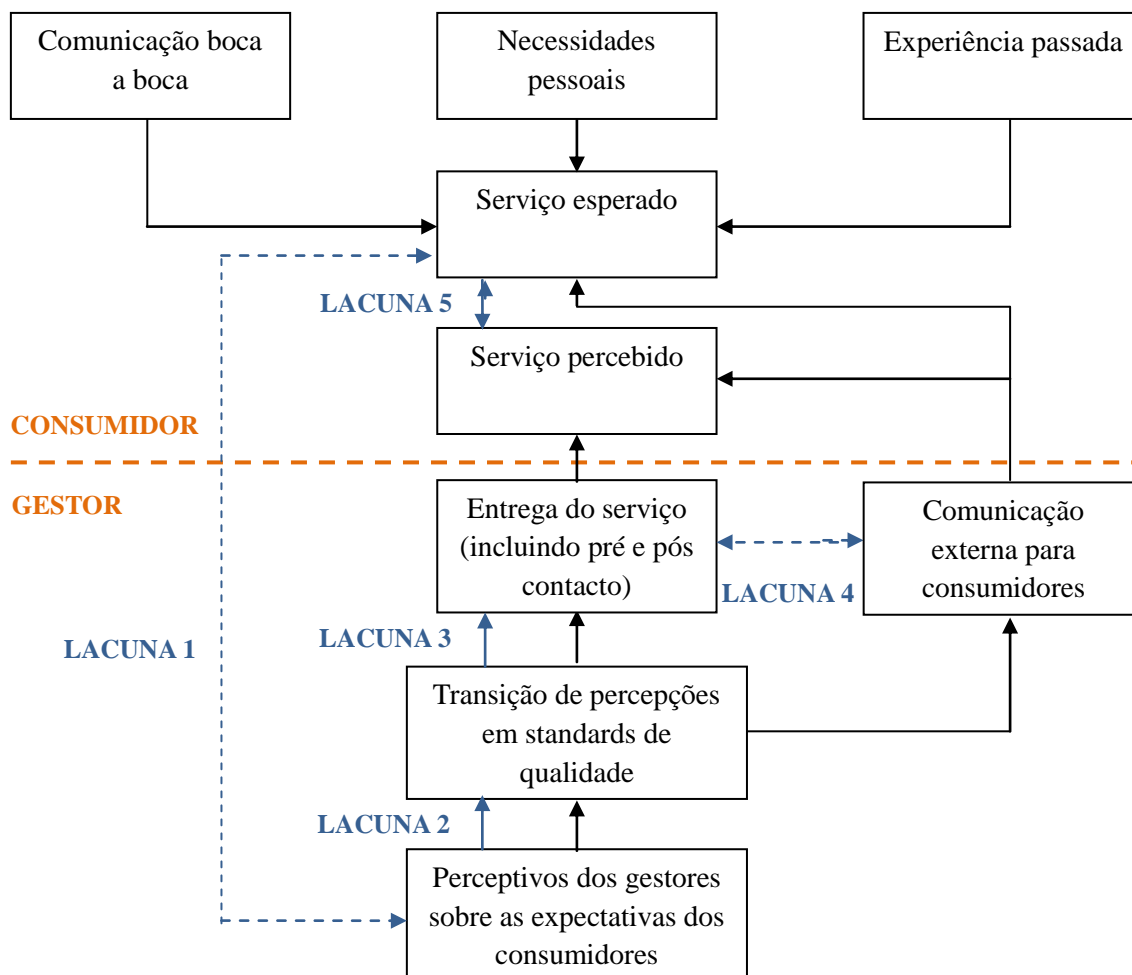 Comunicação boca
a boca
Necessidades
pessoais
Experiência passada
Serviço esperado
LACUNA 5
Serviço percebido
CONSUMIDOR
GESTOR
Entrega do serviço
(incluindo pré e pós
contacto)
Comunicação
externa para
consumidores
LACUNA 4
LACUNA 3
LACUNA 1
Transição de percepções
em standards de
qualidade
LACUNA 2
Perceptivos dos gestores
sobre as expectativas dos
consumidores